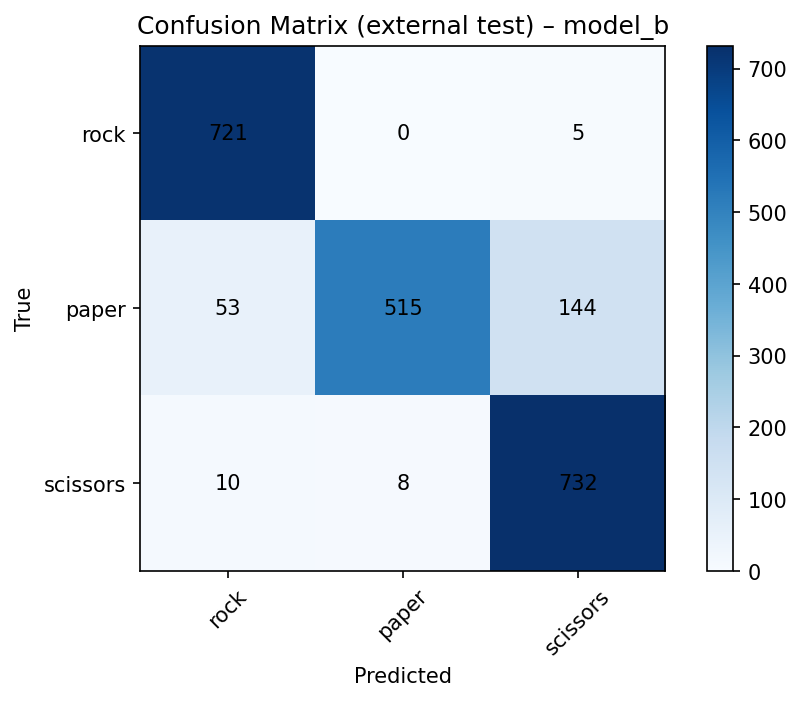 Confusion Matrix (external test) – model_b
rock 721 0 5
paper 53 515 144
scissors 10 8 732
rock paper scissors
Predicted
True
700
600
500
400
300
200
100
0